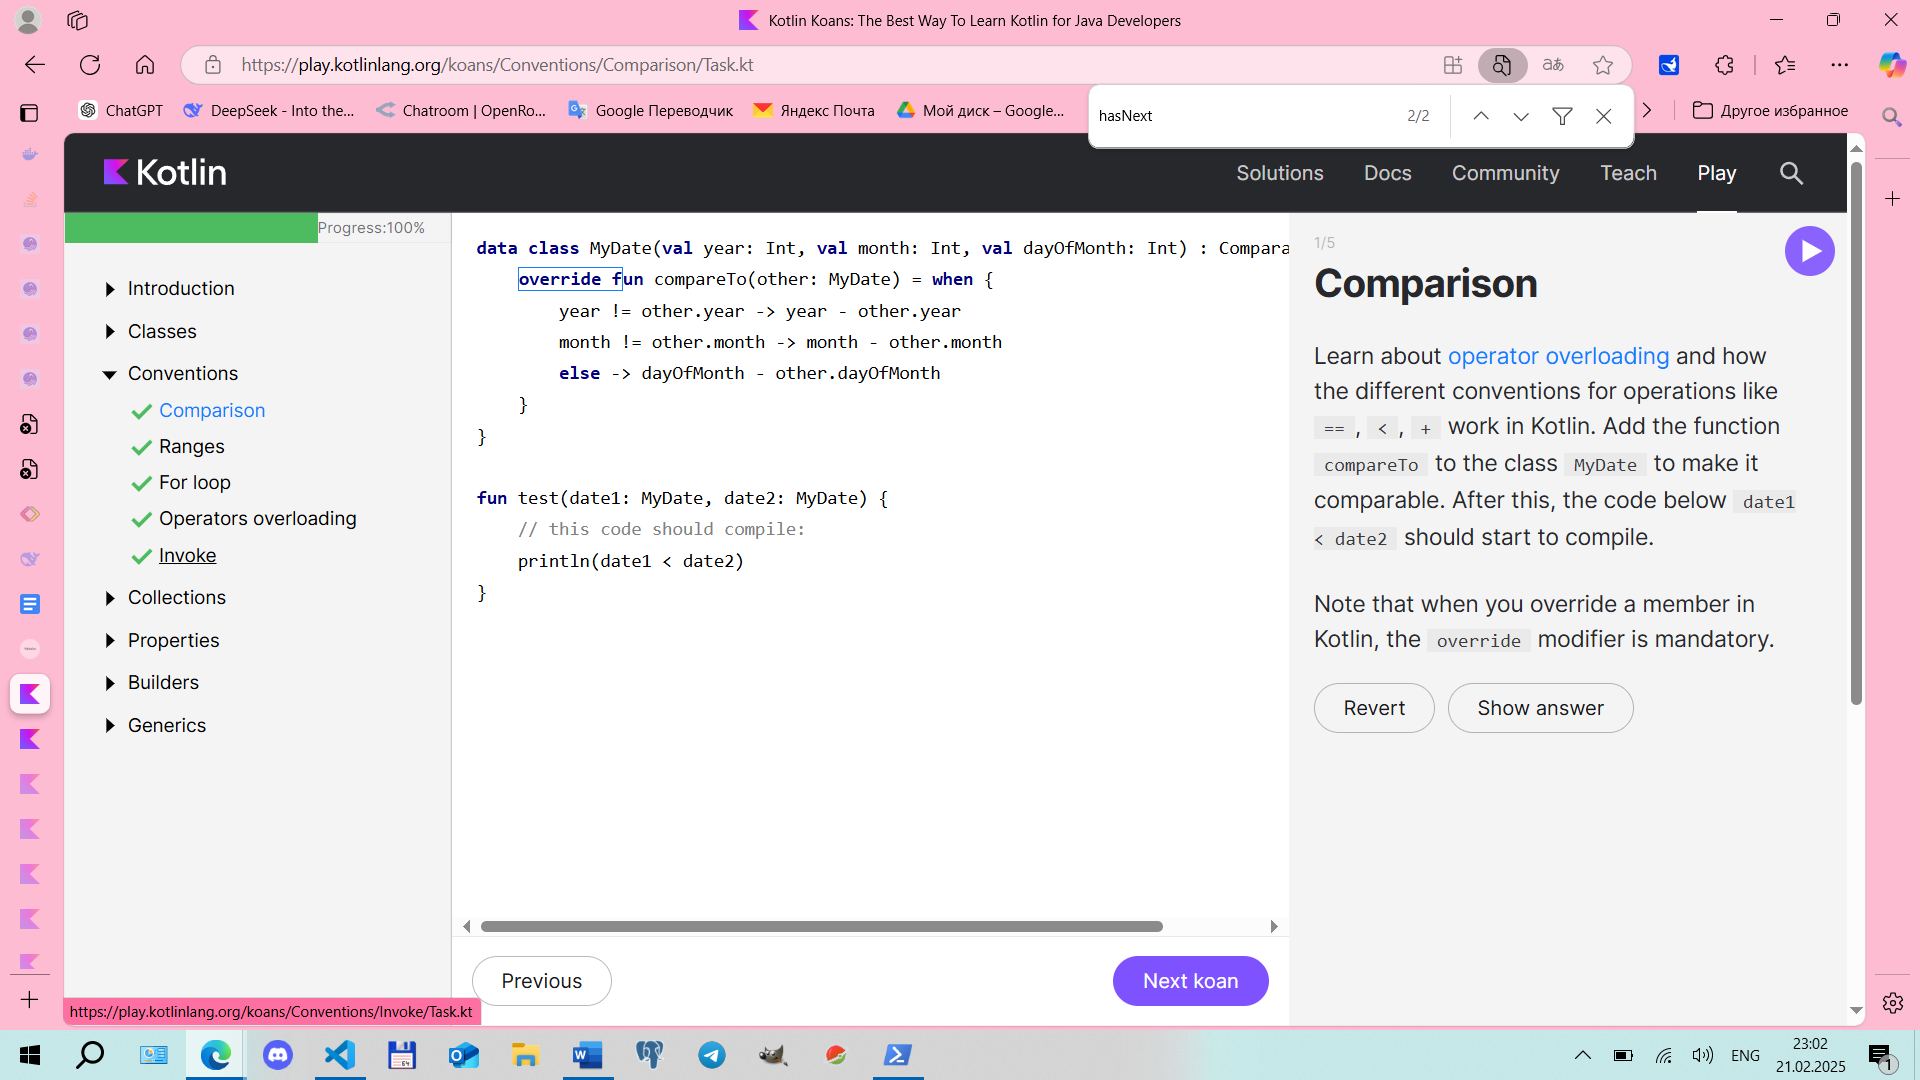 Kotlin Koans: The Best Way To Learn Kotlin for Java Developers
https://play.kotlinlang.org/koans/Conventions/Comparison/Task.kt
aあ
ChatGPT
DeepSeek - Into the...
Chatroom | OpenRo...
Google Переводчик
Яндекс Почта
Мой диск – Google...
Другое избранное
hasNext
2/2
Kotlin
Solutions
Docs
Community
Teach
Play
Progress:100%
Introduction
Classes
Conventions
Comparison
Ranges
For loop
Operators overloading
Invoke
Collections
Properties
Builders
Generics
data class MyDate(val year: Int, val month: Int, val dayOfMonth: Int) : Compara
override fun compareTo(other: MyDate) = when {
year != other.year -> year - other.year
month != other.month -> month - other.month
else -> dayOfMonth - other.dayOfMonth
}
}
fun test(date1: MyDate, date2: MyDate) {
// this code should compile:
println(date1 < date2)
}
Previous
Next koan
1/5
Comparison
Learn about operator overloading and how
the different conventions for operations like
== , < , + work in Kotlin. Add the function
compareTo to the class MyDate to make it
comparable. After this, the code below date1
< date2 should start to compile.
Note that when you override a member in
Kotlin, the override modifier is mandatory.
Revert
Show answer
https://play.kotlinlang.org/koans/Conventions/Invoke/Task.kt
ENG
23:02
21.02.2025
1